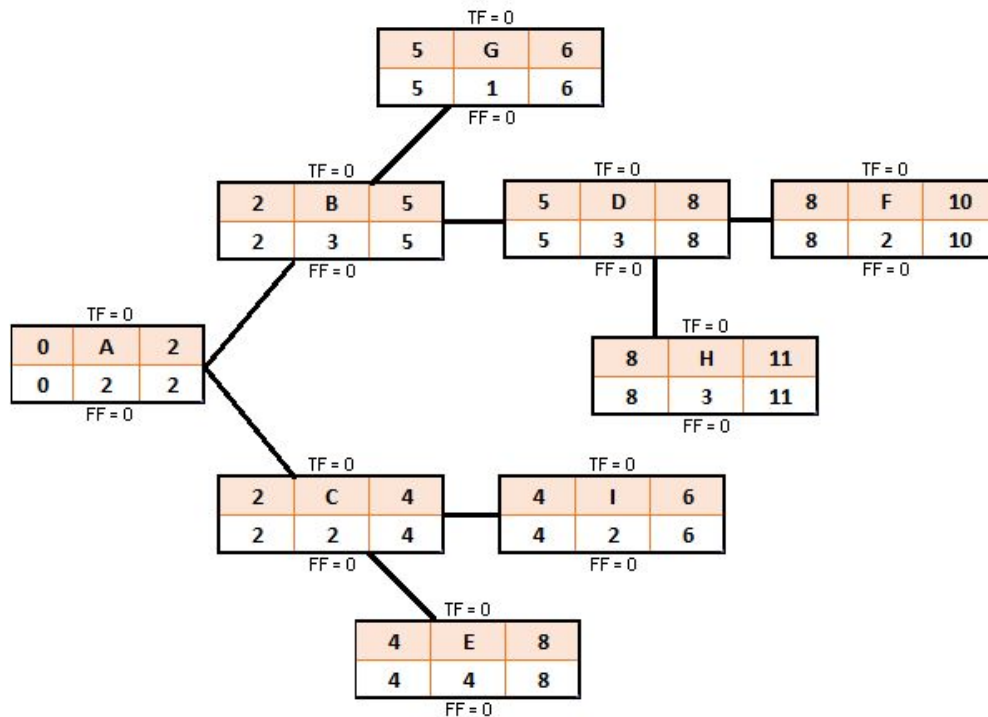 TF = 0
5 G 6
5 1 6
FF = 0
TF = 0
2 B 5
2 3 5
FF = 0
TF = 0
5 D 8
5 3 8
FF = 0
TF = 0
8 F 10
8 2 10
FF = 0
TF = 0
0 A 2
0 2 2
FF = 0
TF = 0
8 H 11
8 3 11
FF = 0
TF = 0
2 C 4
2 2 4
FF = 0
TF = 0
4 I 6
4 2 6
FF = 0
TF = 0
4 E 8
4 4 8
FF = 0